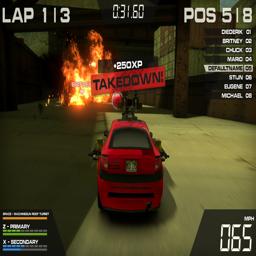 LAP 1|3
0:31.60
POS 5|8
DIEDERIK 01
BRITNEY 02
CHUCK 03
MARIO 04
DEFAULTNAME 05
STIJN 06
EUGENE 07
MICHAEL 08
+250XP
TAKEDOWN!
Z - PRIMARY
X - SECONDARY
065
MPH